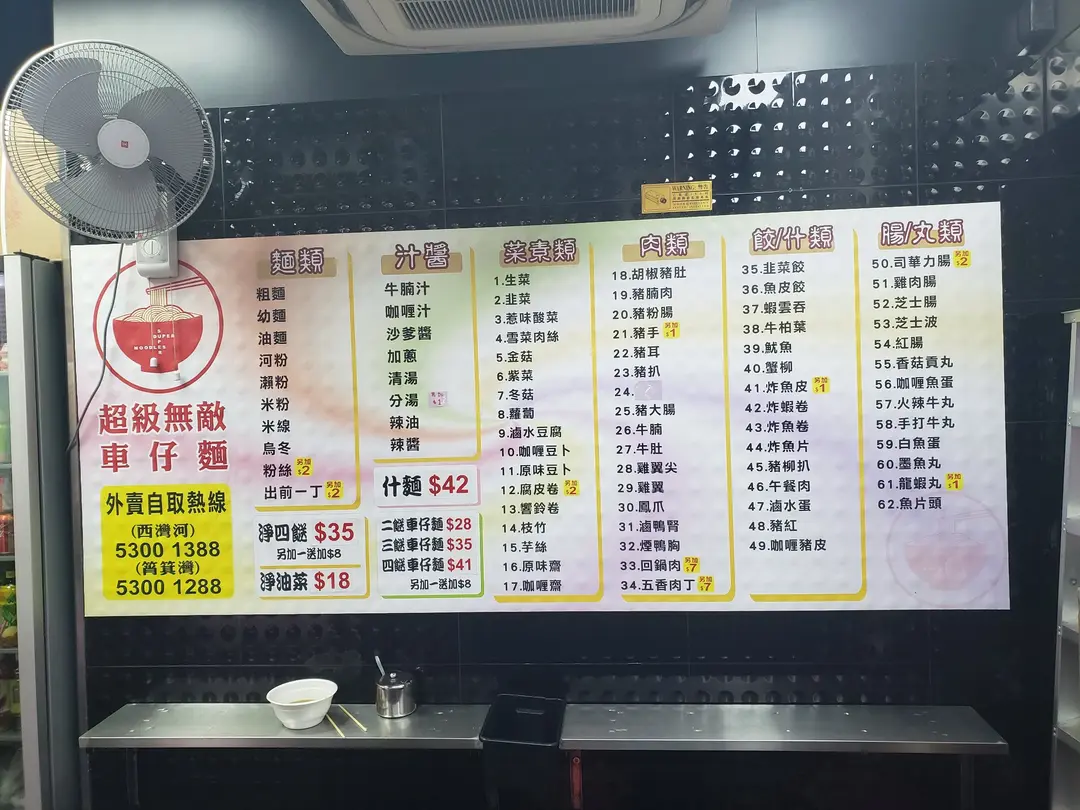 SUPER
DUPER
NOODLES
超級無敵
車仔麵
外賣自取熱線
(西灣河)
5300 1388
(筲箕灣)
5300 1288
麵類
粗麵
幼麵
油麵
河粉
瀨粉
米粉
米線
烏冬
粉絲 另加$2
出前一丁 另加$2
淨四餸 $35
另加一送加$8
淨油菜 $18
汁醬
牛腩汁
咖喱汁
沙爹醬
加蔥
清湯
分湯
辣油
辣醬
什麵 $42
二餸車仔麵 $28
三餸車仔麵 $35
四餸車仔麵 $41
另加一送加$8
菜素類
1.生菜
2.韭菜
3.惹味酸菜
4.雪菜肉絲
5.金菇
6.紫菜
7.冬菇
8.蘿蔔
9.滷水豆腐
10.咖喱豆卜
11.原味豆卜
12.腐皮卷 另加$2
13.響鈴卷
14.枝竹
15.芋絲
16.原味齋
17.咖喱齋
肉類
18.胡椒豬肚
19.豬腩肉
20.豬粉腸
21.豬手 另加$1
22.豬耳
23.豬扒
24.
25.豬大腸
26.牛腩
27.牛肚
28.雞翼尖
29.雞翼
30.鳳爪
31.滷鴨腎
32.煙鴨胸
33.回鍋肉 另加$7
34.五香肉丁 另加$7
餃/什類
35.韭菜餃
36.魚皮餃
37.蝦雲吞
38.牛柏葉
39.魷魚
40.蟹柳
41.炸魚皮 另加$1
42.炸蝦卷
43.炸魚卷
44.炸魚片
45.豬柳扒
46.午餐肉
47.滷水蛋
48.豬紅
49.咖喱豬皮
腸/丸類
50.司華力腸 另加$2
51.雞肉腸
52.芝士腸
53.芝士波
54.紅腸
55.香菇貢丸
56.咖喱魚蛋
57.火辣牛丸
58.手打牛丸
59.白魚蛋
60.墨魚丸
61.龍蝦丸 另加$1
62.魚片頭
WARNING 警告